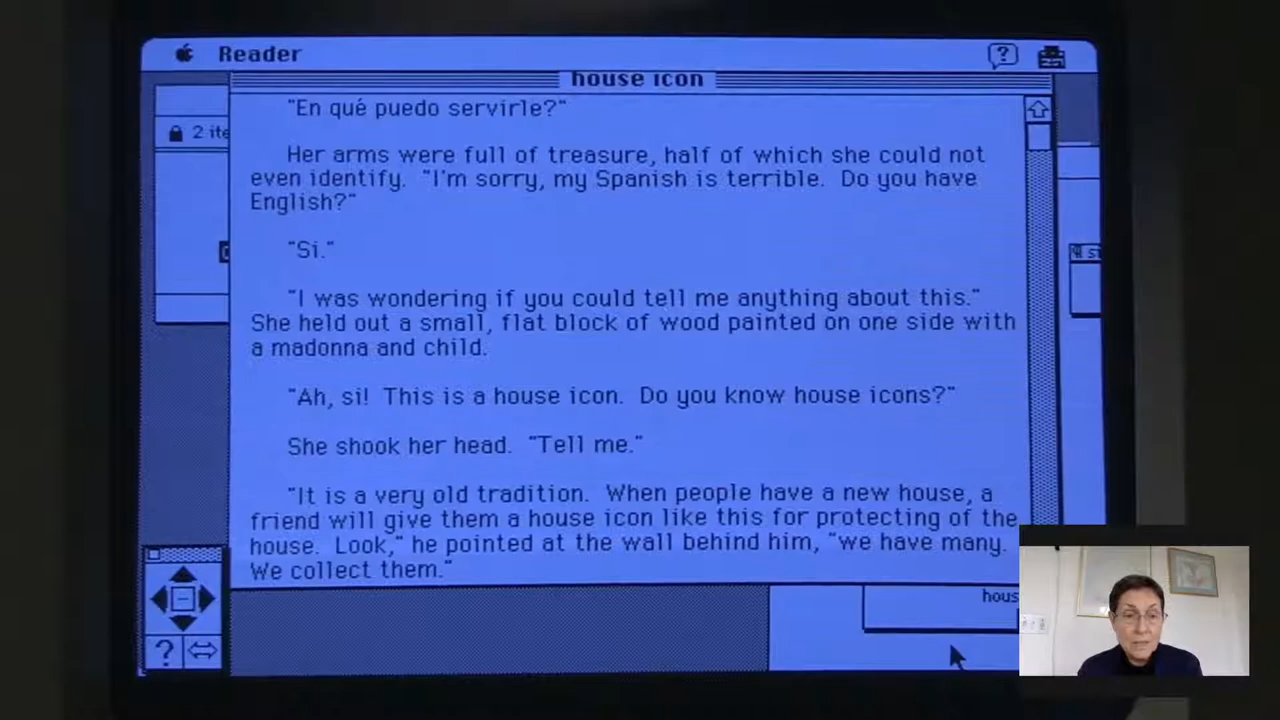 Reader
?
house icon
"En qué puedo servirle?"
2 ite
Her arms were full of treasure, half of which she could not
even identify. "I'm sorry, my Spanish is terrible. Do you have
English?"
"Si."
"I was wondering if you could tell me anything about this."
She held out a small, flat block of wood painted on one side with
a madonna and child.
"Ah, si! This is a house icon. Do you know house icons?"
She shook her head. "Tell me."
"It is a very old tradition. When people have a new house, a
friend will give them a house icon like this for protecting of the
house. Look," he pointed at the wall behind him, "we have many.
We collect them."
hous
?